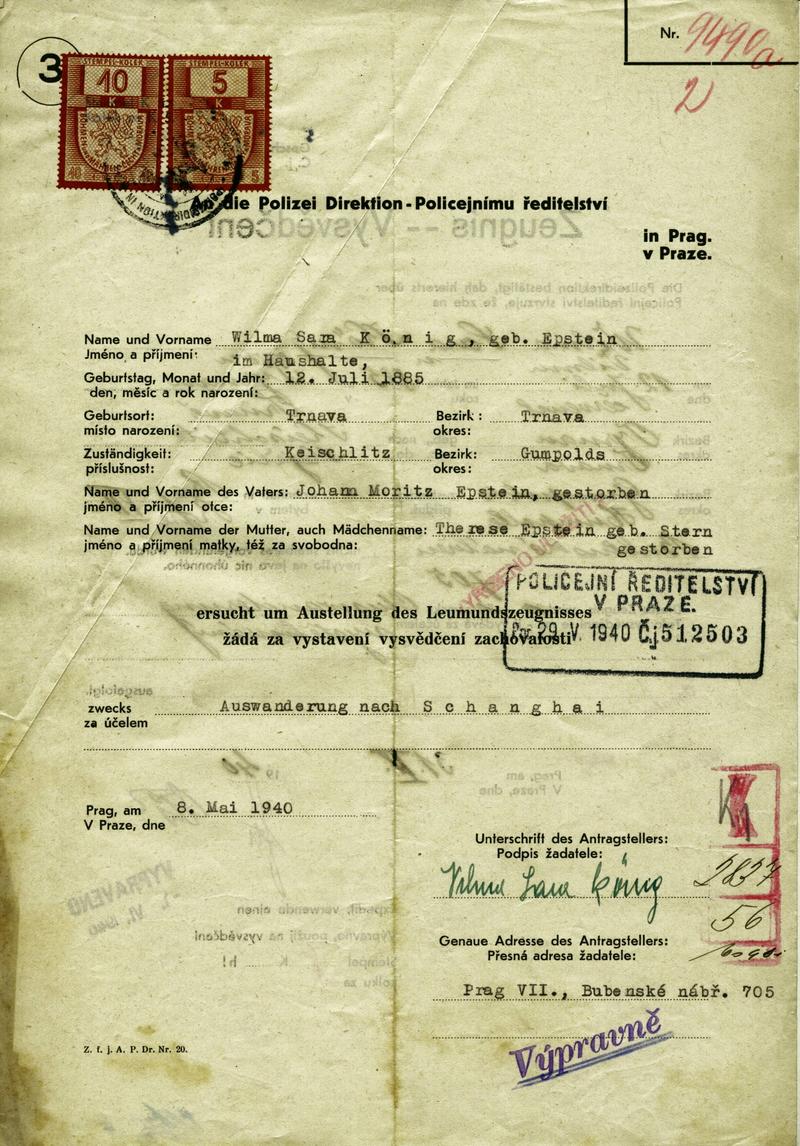 Nr. 9490a
2
3
STEMPEL-KOLEK STEMPEL-KOLEK
10 5
K K
An die Polizei Direktion - Policejnímu ředitelství
in Prag.
v Praze.
Name und Vorname Wilma Sara König, geb. Epstein
Jméno a příjmení: im Haushalte,
Geburtstag, Monat und Jahr: 12. Juli 1885
den, měsíc a rok narození:
Geburtsort: Trnava Bezirk: Trnava
místo narození: okres:
Zuständigkeit: Keischlitz Bezirk: Gumpolds
příslušnost: okres:
Name und Vorname des Vaters: Joham Moritz Epstein, gestorben
jméno a příjmení otce:
Name und Vorname der Mutter, auch Mädchenname: Therese Epstein geb. Stern
jméno a příjmení matky, též za svobodna: gestorben
POLICEJNÍ ŘEDITELSTVÍ
V PRAZE.
ersucht um Austellung des Leumundszeugnisses
žádá za vystavení vysvědčení zachovalosti
29. V. 1940 Čj 512503
zwecks Auswanderung nach Schanghai
za účelem
Prag, am 8. Mai 1940
V Praze, dne
Unterschrift des Antragstellers:
Podpis žadatele:
Vilma Sara König
2837
56
Genaue Adresse des Antragstellers:
Přesná adresa žadatele:
Prag VII., Bubenské nábř. 705
Výpravně
Z. f. j. A. P. Dr. Nr. 20.